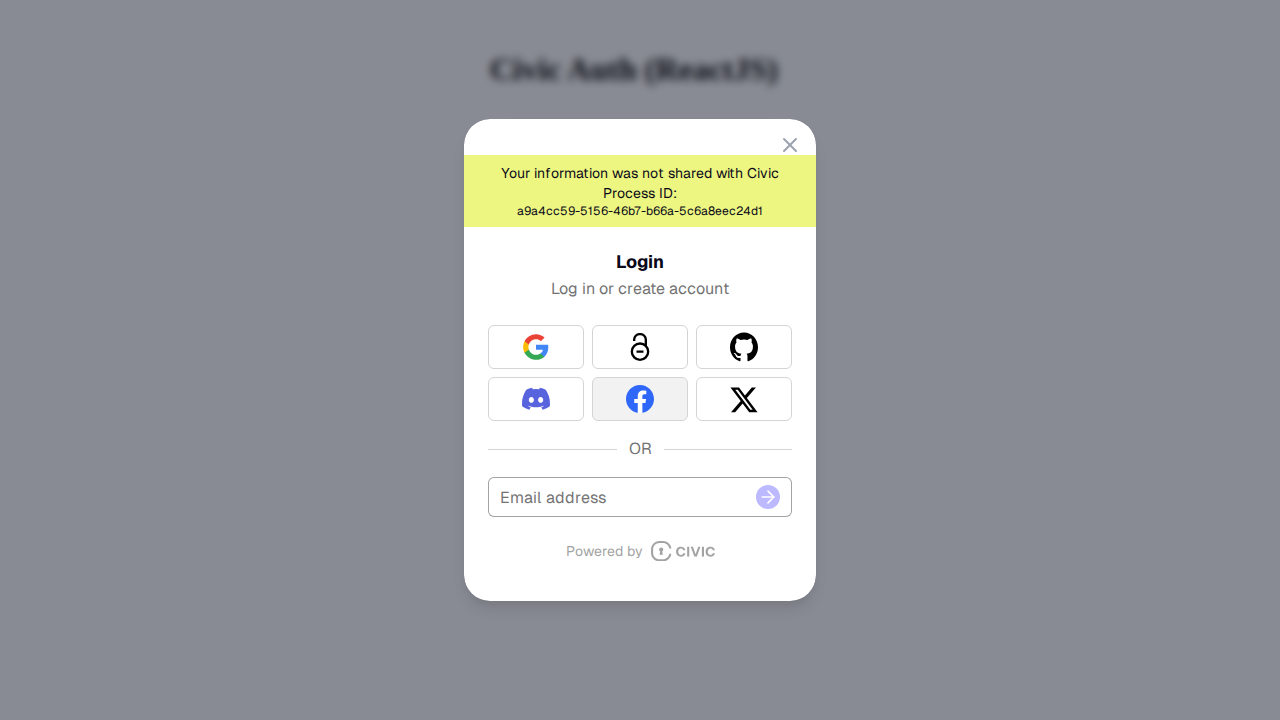 Civic Auth (ReactJS)
Your information was not shared with Civic
Process ID:
a9a4cc59-5156-46b7-b66a-5c6a8eec24d1
Login
Log in or create account
OR
Email address
Powered by CIVIC